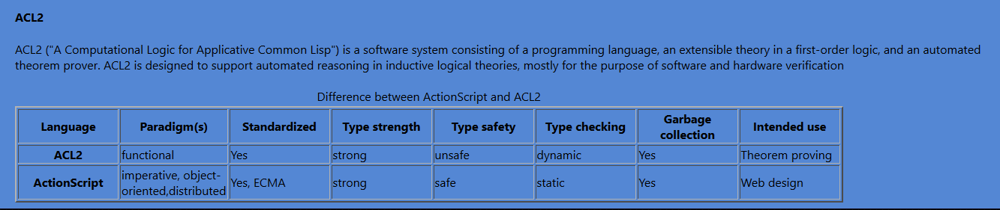 ACL2
ACL2 ("A Computational Logic for Applicative Common Lisp") is a software system consisting of a programming language, an extensible theory in a first-order logic, and an automated
theorem prover. ACL2 is designed to support automated reasoning in inductive logical theories, mostly for the purpose of software and hardware verification
Difference between ActionScript and ACL2
Language Paradigm(s) Standardized Type strength Type safety Type checking Garbage collection Intended use
ACL2 functional Yes strong unsafe dynamic Yes Theorem proving
ActionScript imperative, object-oriented,distributed Yes, ECMA strong safe static Yes Web design